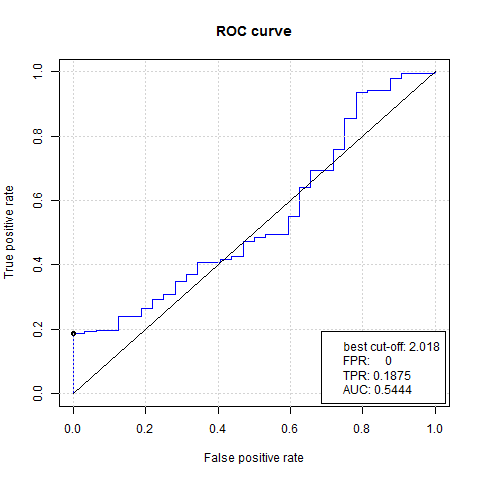 ROC curve
True positive rate
1.0
0.8
0.6
0.4
0.2
0.0
best cut-off: 2.018
FPR: 0
TPR: 0.1875
AUC: 0.5444
0.0 0.2 0.4 0.6 0.8 1.0
False positive rate